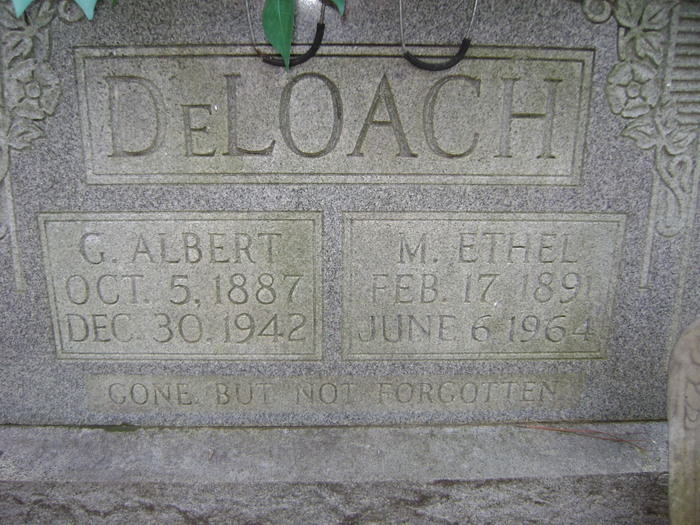 DeLOACH
G. ALBERT
OCT. 5, 1887
DEC. 30, 1942
M. ETHEL
FEB. 17, 1891
JUNE 6, 1964
GONE, BUT NOT FORGOTTEN